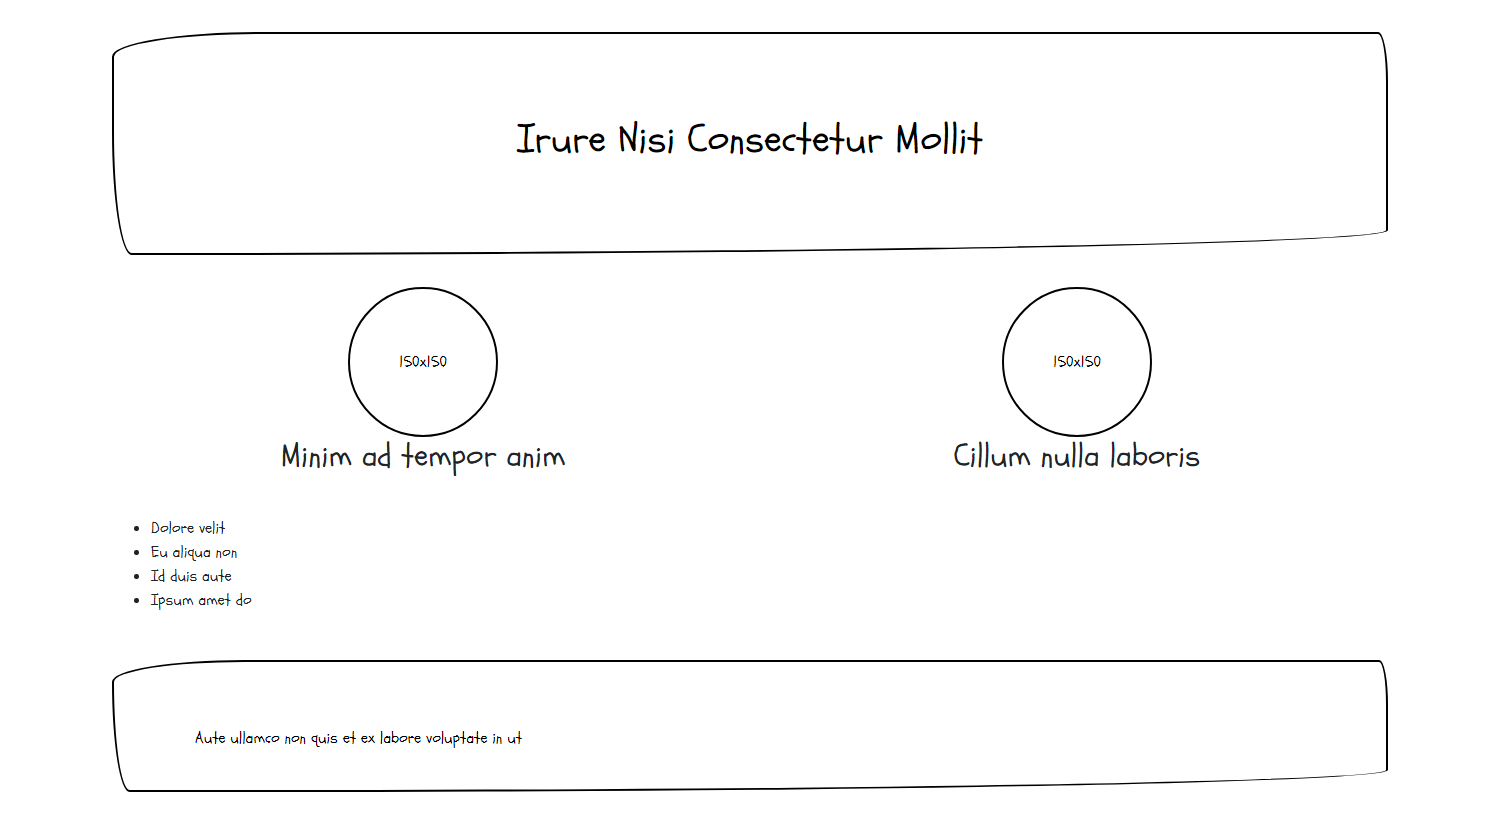 Irure Nisi Consectetur Mollit
150x150
150x150
Minim ad tempor anim
Cillum nulla laboris
Dolore velit
Eu aliqua non
Id duis aute
Ipsum amet do
Aute ullamco non quis et ex labore voluptate in ut